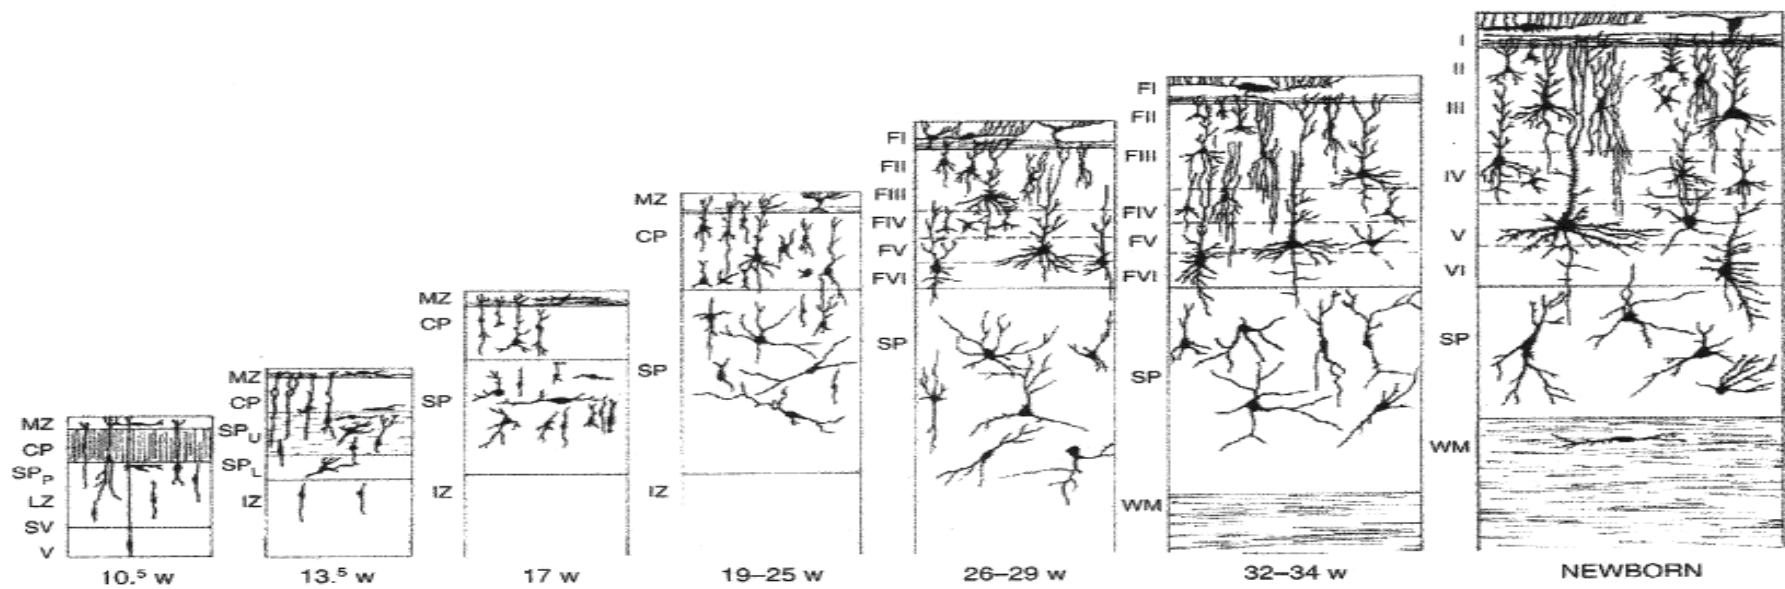 MZ
CP
SPP
LZ
SV
V
10.5 w
MZ
CP
SPU
SPL
IZ
13.5 w
MZ
CP
SP
IZ
17 w
MZ
CP
SP
IZ
19–25 w
FI
FII
FIII
FIV
FV
FVI
SP
26–29 w
FI
FII
FIII
FIV
FV
FVI
SP
WM
32–34 w
I
II
III
IV
V
VI
SP
WM
NEWBORN